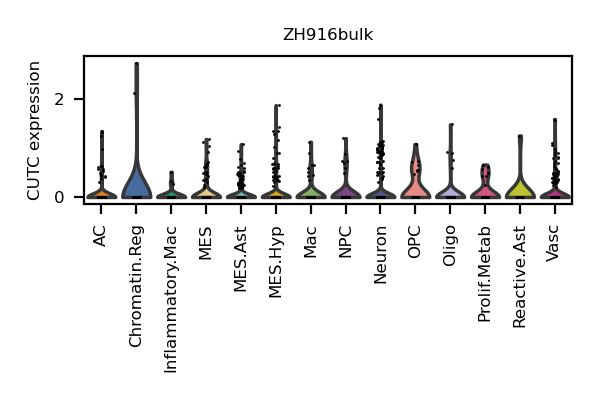 ZH916bulk
CUTC expression
2
0
AC
Chromatin.Reg
Inflammatory.Mac
MES
MES.Ast
MES.Hyp
Mac
NPC
Neuron
OPC
Oligo
Prolif.Metab
Reactive.Ast
Vasc